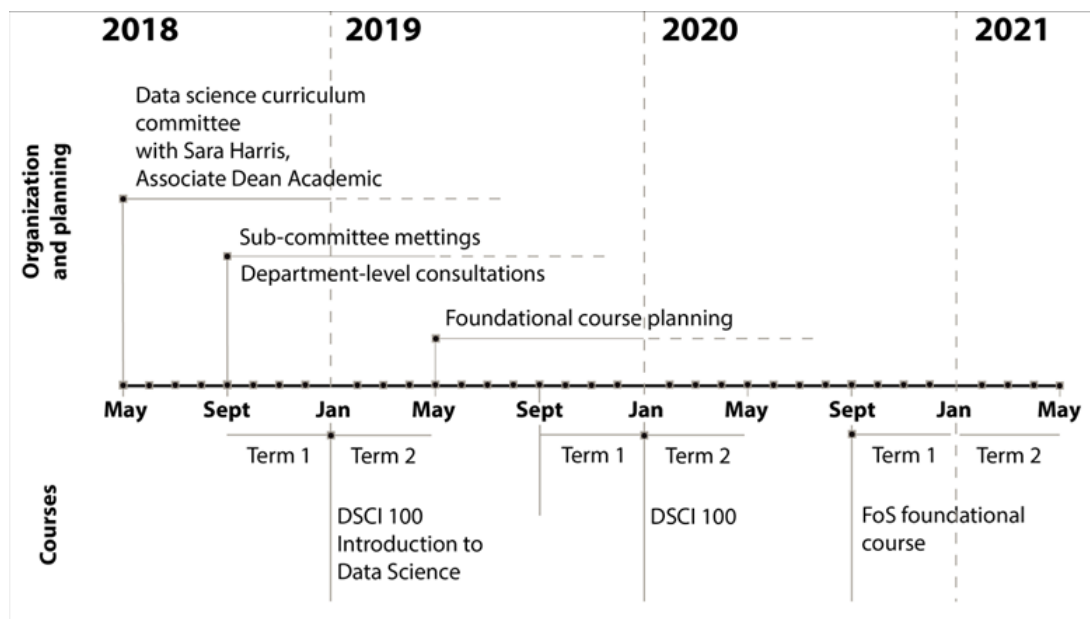 2018 2019 2020 2021
Organization
and planning
Data science curriculum
committee
with Sara Harris,
Associate Dean Academic
Sub-committee mettings
Department-level consultations
Foundational course planning
May Sept Jan May Sept Jan May Sept Jan May
Courses
Term 1 Term 2 Term 1 Term 2 Term 1 Term 2
DSCI 100
Introduction to
Data Science
DSCI 100
FoS foundational
course